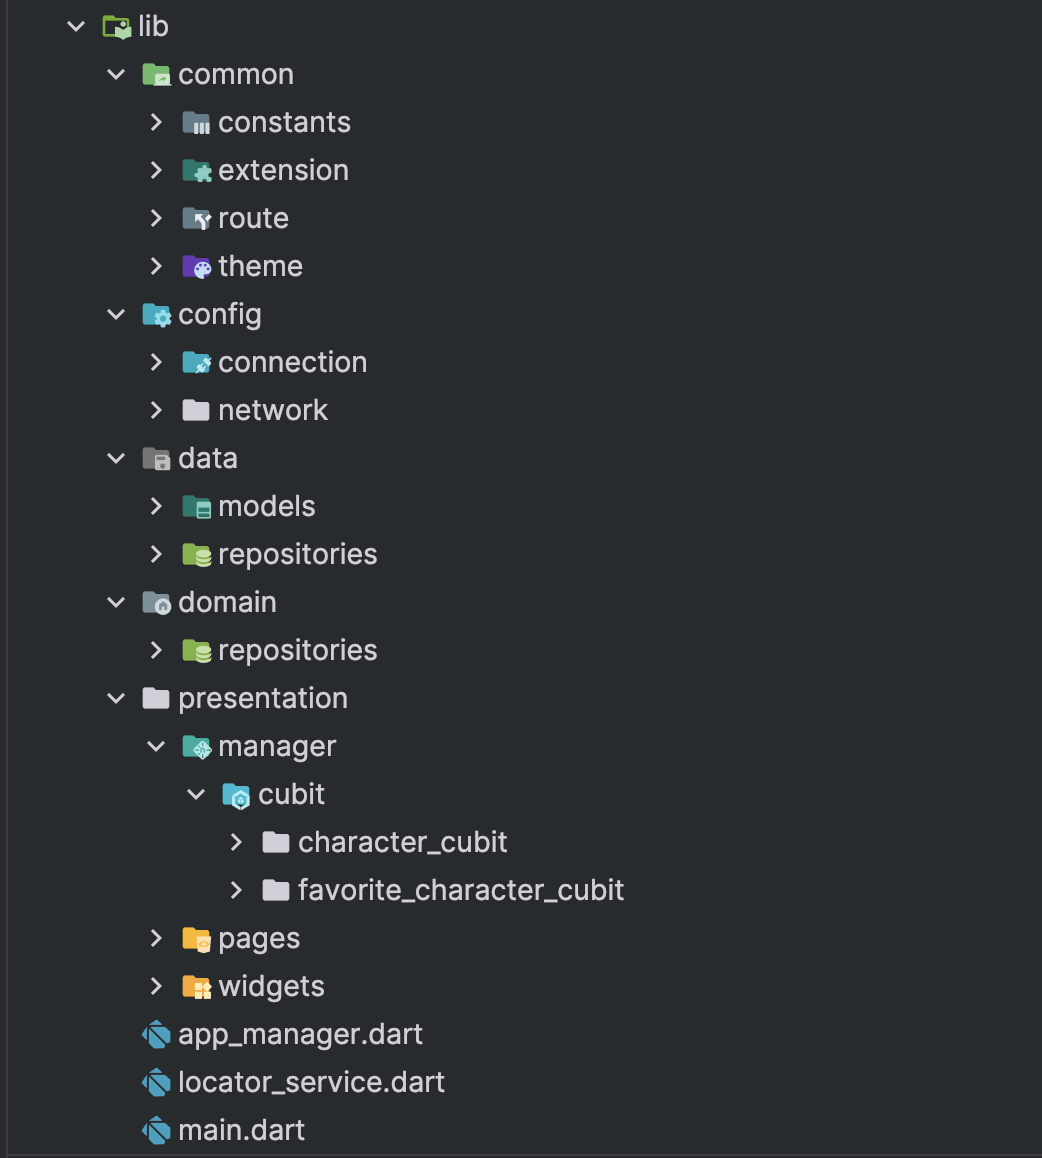 lib
common
constants
extension
route
theme
config
connection
network
data
models
repositories
domain
repositories
presentation
manager
cubit
character_cubit
favorite_character_cubit
pages
widgets
app_manager.dart
locator_service.dart
main.dart